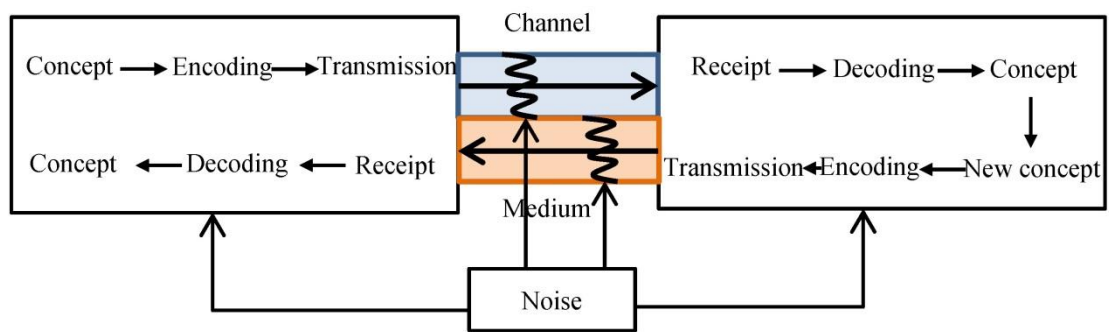 Channel
Concept Encoding Transmission
Receipt Decoding Concept
Concept Decoding Receipt
Transmission Encoding New concept
Medium
Noise